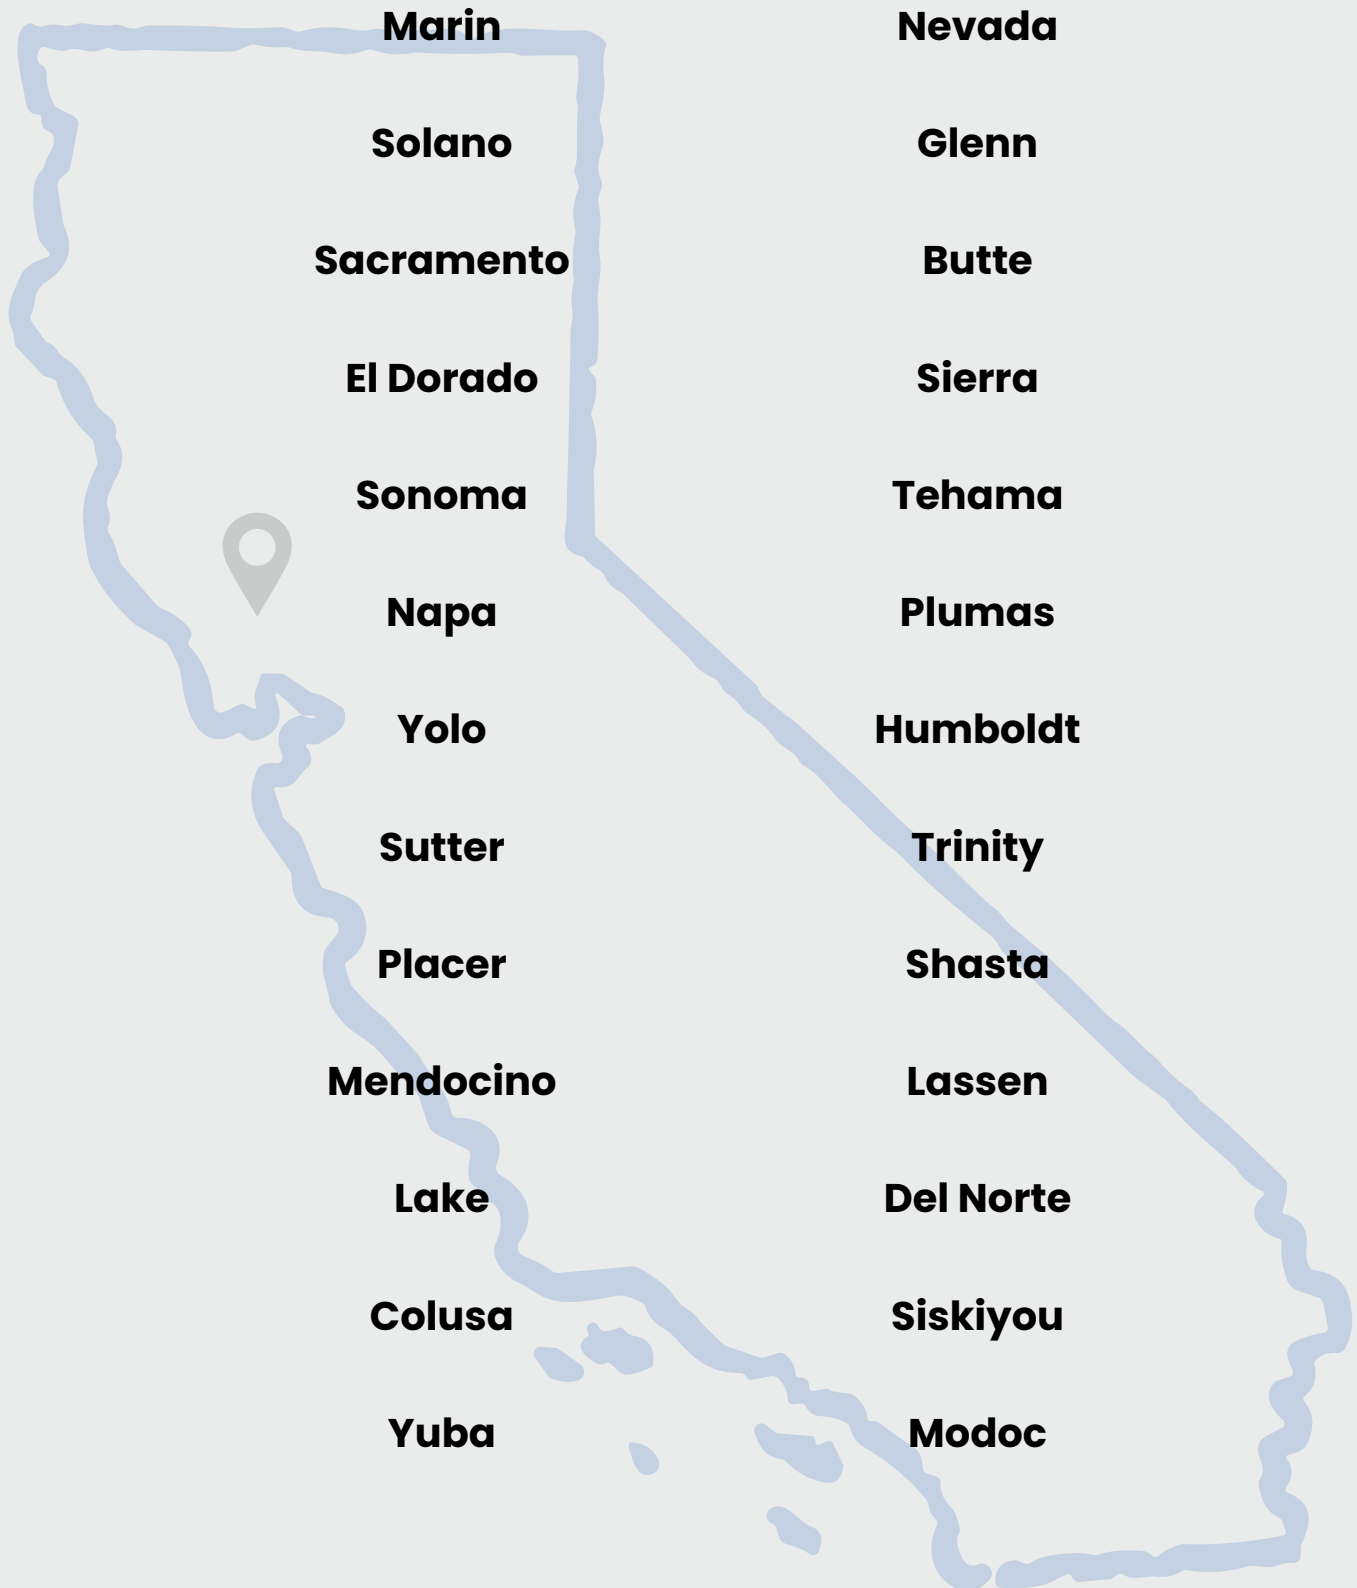 Marin
Solano
Sacramento
El Dorado
Sonoma
Napa
Yolo
Sutter
Placer
Mendocino
Lake
Colusa
Yuba
Nevada
Glenn
Butte
Sierra
Tehama
Plumas
Humboldt
Trinity
Shasta
Lassen
Del Norte
Siskiyou
Modoc